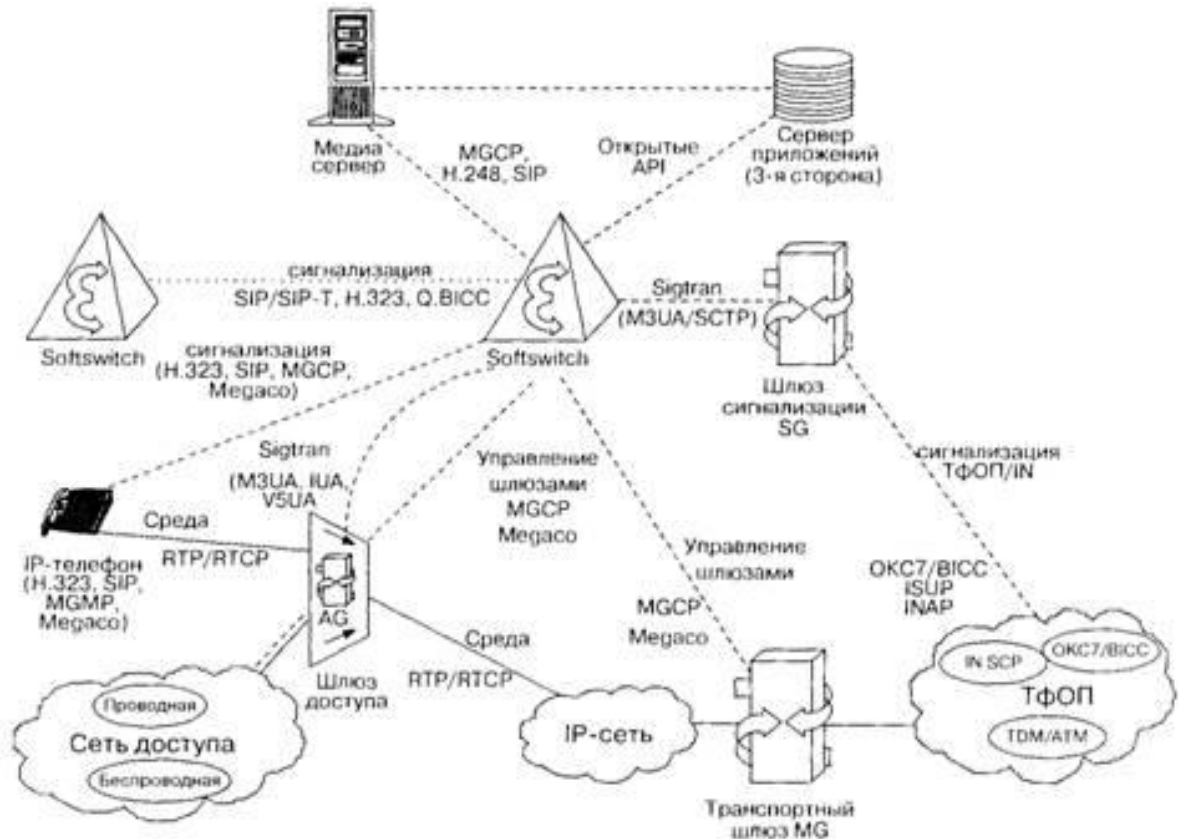 Медиа
сервер
MGCP,
H.248, SIP
Открытые
API
Сервер
приложений
(3-я сторона)
сигнализация
SIP/SIP-T, H.323, Q.BICC
Softswitch
Softswitch
Sigtran
(M3UA/SCTP)
Шлюз
сигнализации
SG
сигнализация
(H.323, SIP, MGCP,
Megaco)
Sigtran
(M3UA, IUA,
V5UA
Управление
шлюзами
MGCP
Megaco
сигнализация
ТфОП/IN
Среда
RTP/RTCP
IP-телефон
(H.323, SIP,
MGMP,
Megaco)
AG
Шлюз
доступа
Управление
шлюзами
MGCP
Megaco
ОКС7/BICC
ISUP
INAP
Среда
RTP/RTCP
Проводная
Сеть доступа
Беспроводная
IP-сеть
IN SCP
ОКС7/BICC
ТфОП
TDM/ATM
Транспортный
шлюз MG